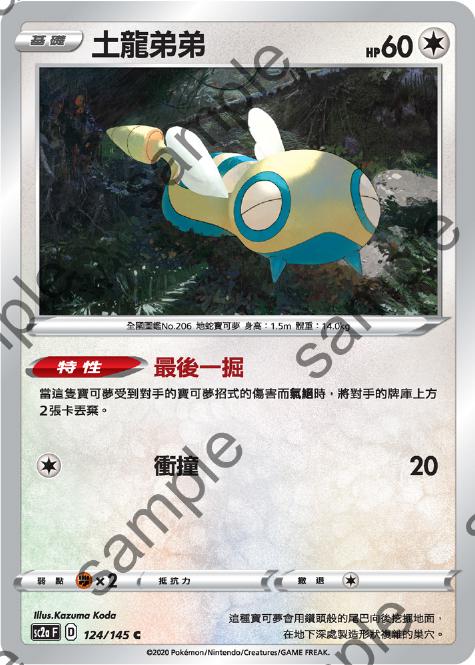 基礎 土龍弟弟 HP60
全國圖鑑No.206 地蛇寶可夢 身高：1.5m 體重：14.0kg
特性 最後一掘
當這隻寶可夢受到對手的寶可夢招式的傷害而氣絕時，將對手的牌庫上方
2張卡丟棄。
衝撞 20
弱點 ×2 抵抗力 撤退
Illus.Kazuma Koda
sc2a F D 124/145 C
這種寶可夢會用鑽頭般的尾巴向後挖掘地面，
在地下深處製造形狀複雜的巢穴。
©2020 Pokémon/Nintendo/Creatures/GAME FREAK.
sample
sample
sample
sample
sample
sample